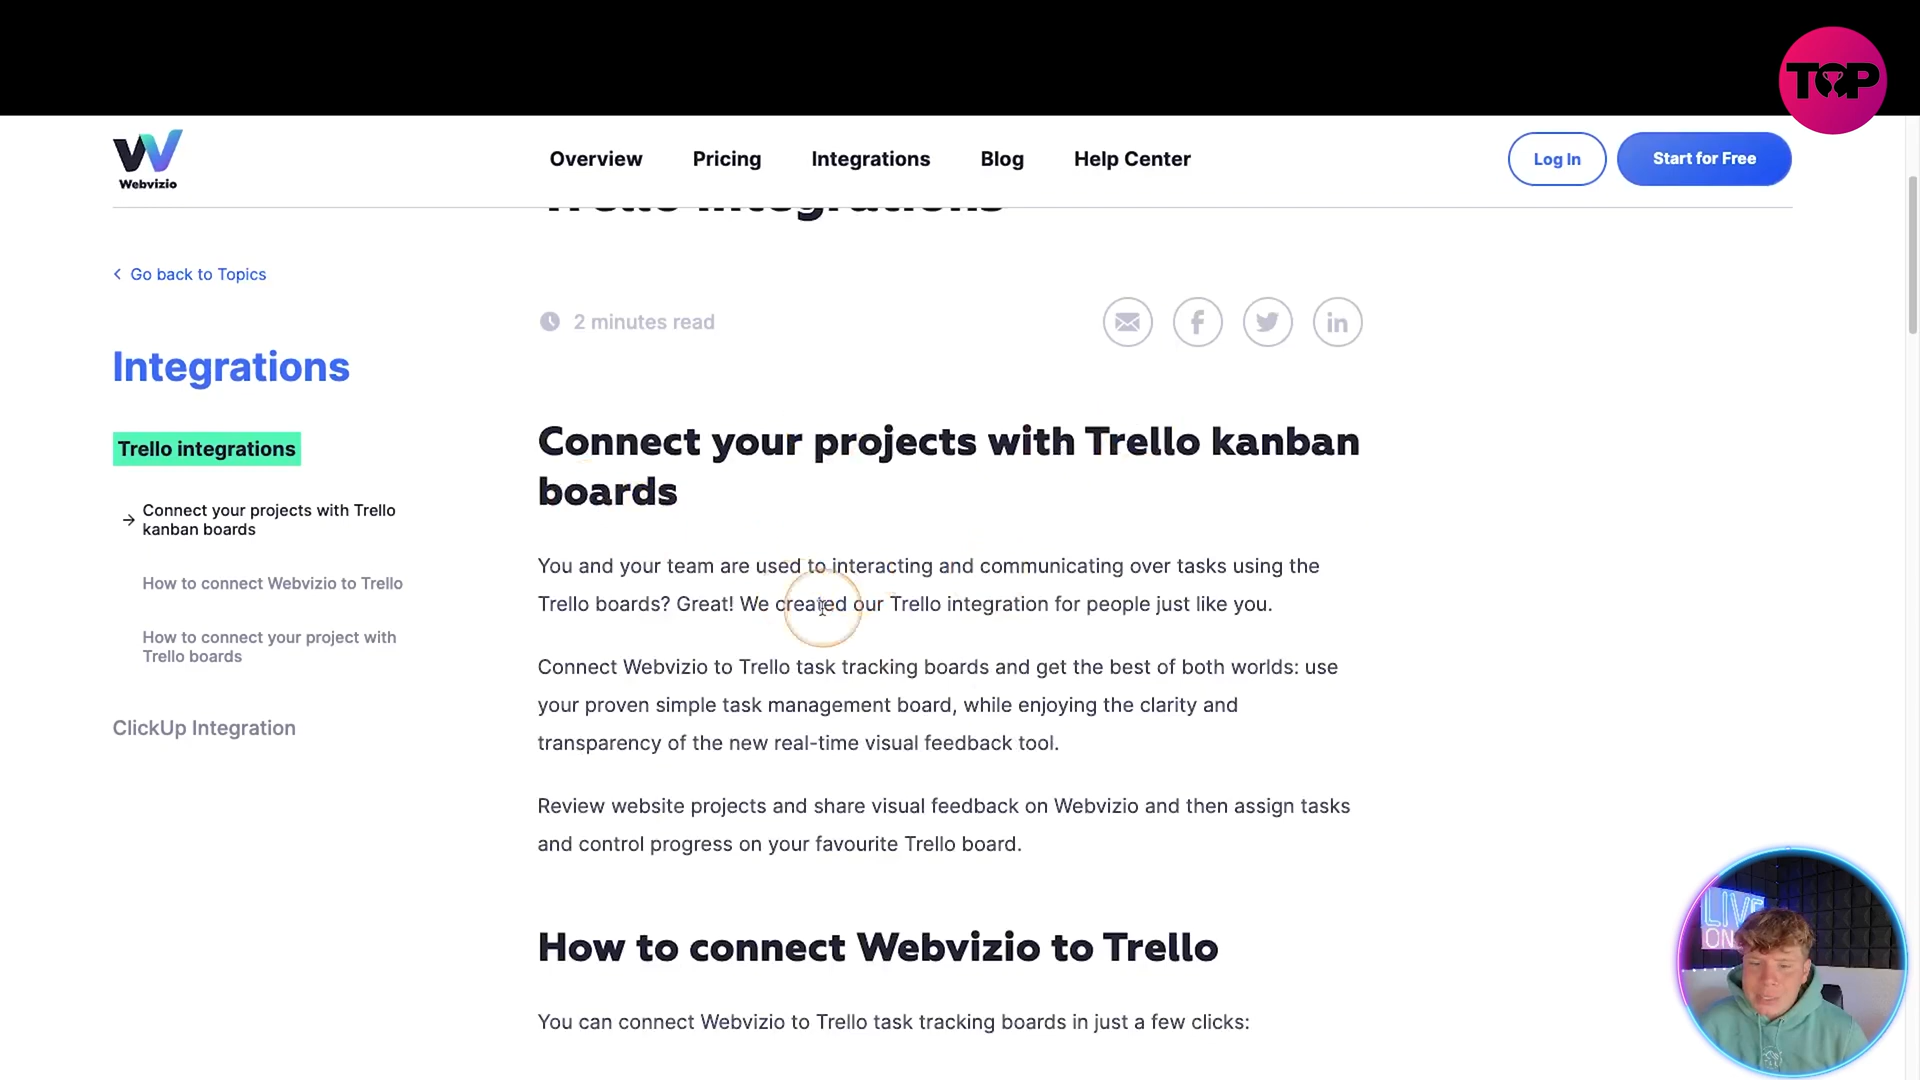 TOP
Webvizio
Overview
Pricing
Integrations
Blog
Help Center
Log In
Start for Free
Trello integrations
Go back to Topics
2 minutes read
Integrations
Trello integrations
Connect your projects with Trello
kanban boards
How to connect Webvizio to Trello
How to connect your project with
Trello boards
ClickUp Integration
Connect your projects with Trello kanban
boards
You and your team are used to interacting and communicating over tasks using the
Trello boards? Great! We created our Trello integration for people just like you.
Connect Webvizio to Trello task tracking boards and get the best of both worlds: use
your proven simple task management board, while enjoying the clarity and
transparency of the new real-time visual feedback tool.
Review website projects and share visual feedback on Webvizio and then assign tasks
and control progress on your favourite Trello board.
How to connect Webvizio to Trello
You can connect Webvizio to Trello task tracking boards in just a few clicks:
LIVE
ON